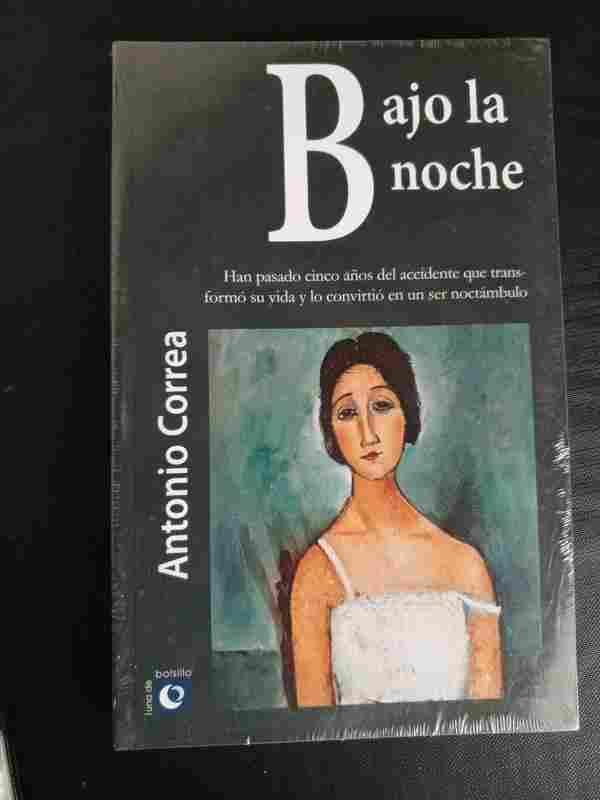 Bajo la
noche
Han pasado cinco años del accidente que trans-
formó su vida y lo convirtió en un ser noctámbulo
Antonio Correa
luna de
bolsillo